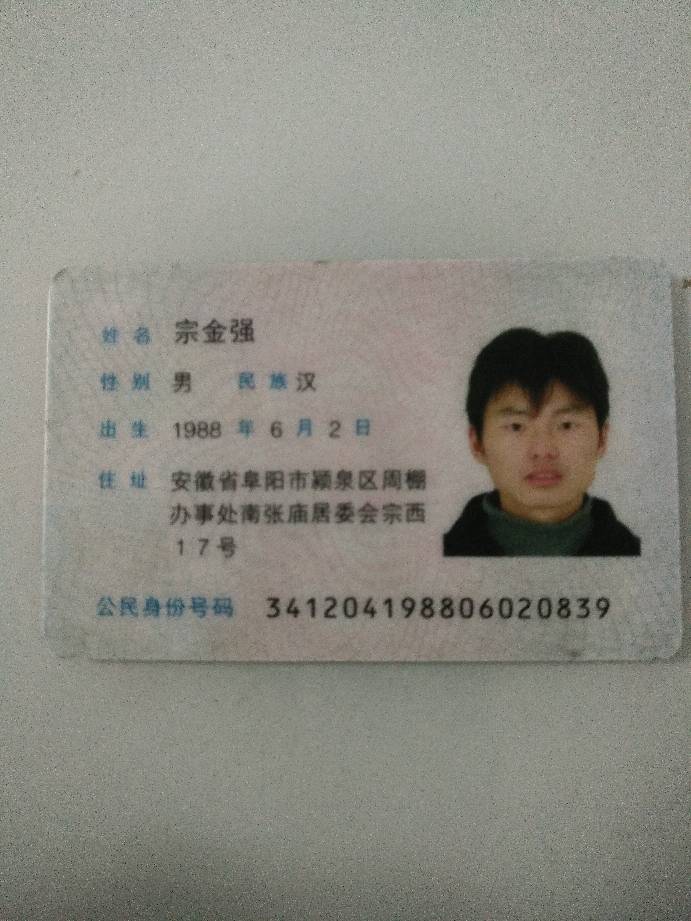 姓名 宗金强
性别 男 民族 汉
出生 1988 年 6 月 2 日
住址 安徽省阜阳市颍泉区周棚
办事处南张庙居委会宗西
17号
公民身份号码 341204198806020839